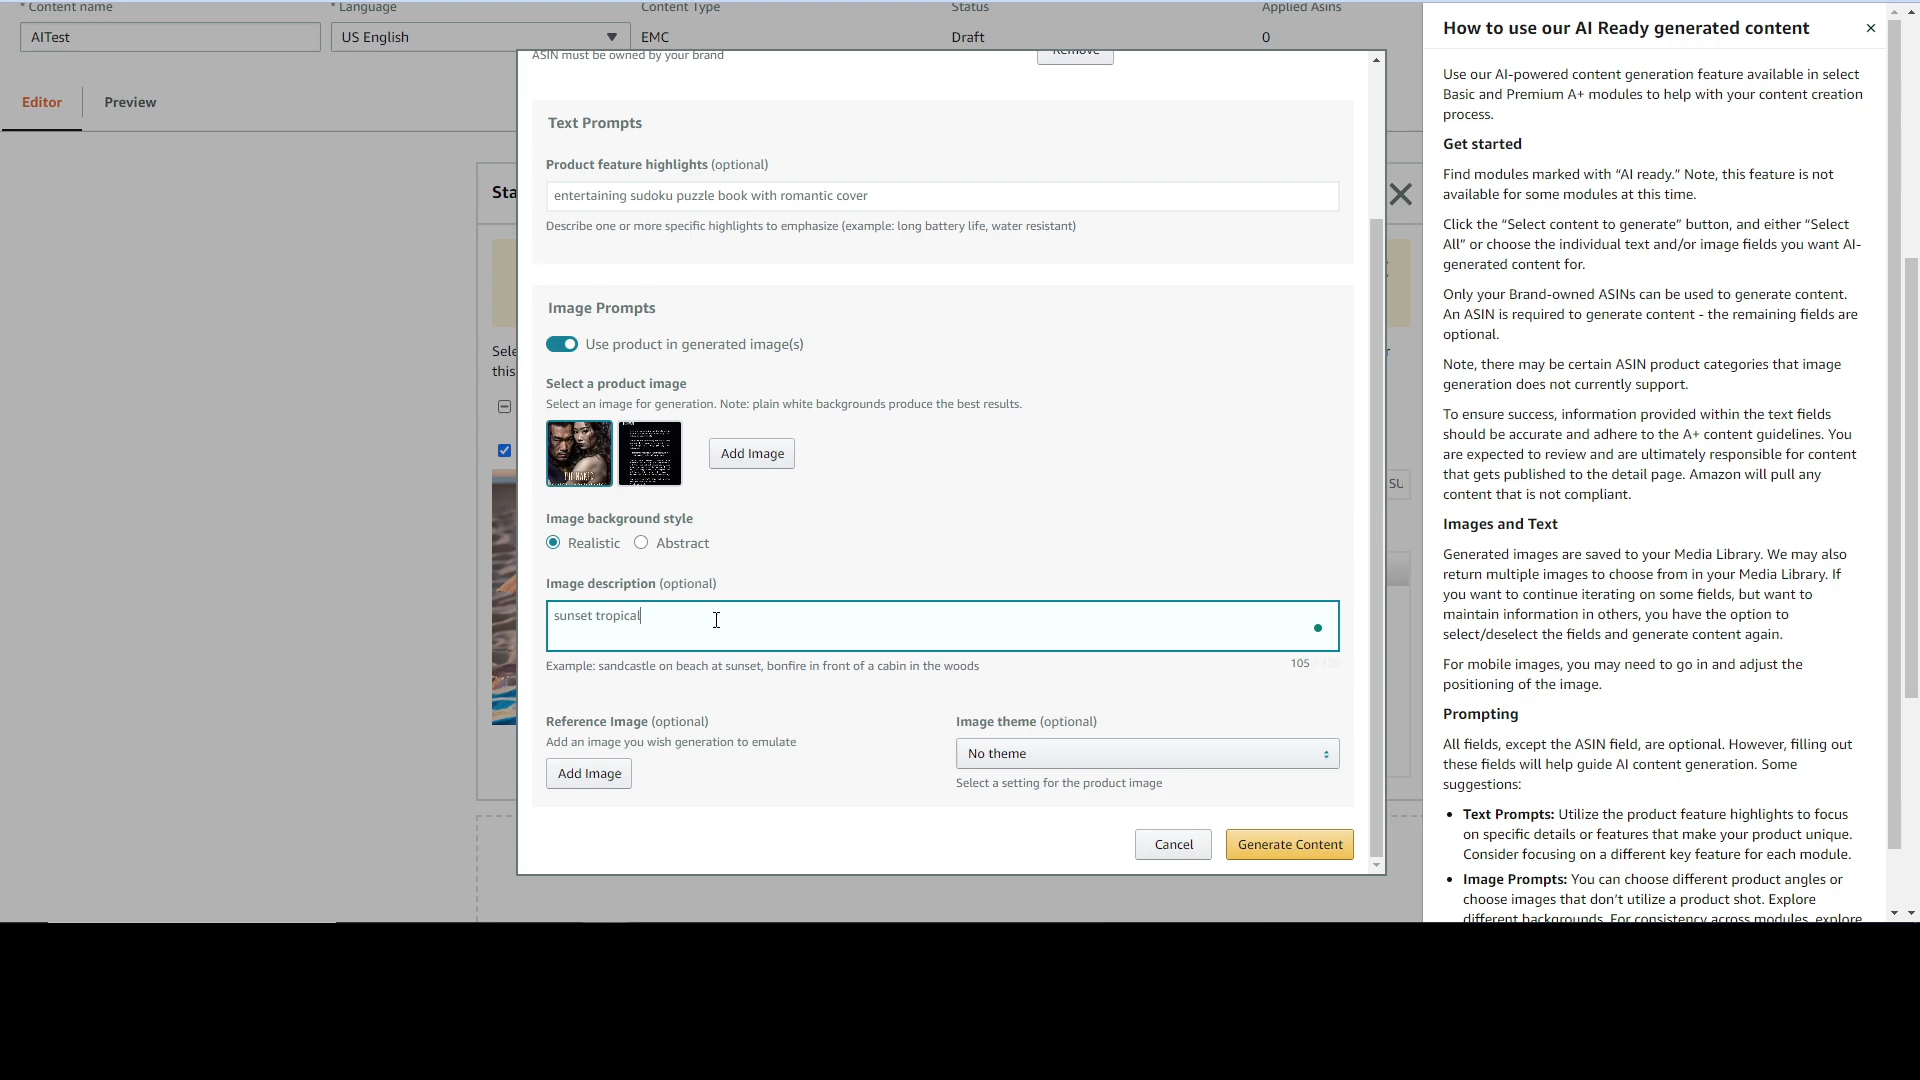 * Content name
* Language
Content Type
Status
Applied Asins
AITest
US English
EMC
Draft
0
Editor
Preview
Sta
Sele
this
SU
ASIN must be owned by your brand
Remove
Text Prompts
Product feature highlights (optional)
entertaining sudoku puzzle book with romantic cover
Describe one or more specific highlights to emphasize (example: long battery life, water resistant)
Image Prompts
Use product in generated image(s)
Select a product image
Select an image for generation. Note: plain white backgrounds produce the best results.
Add Image
Image background style
Realistic
Abstract
Image description (optional)
sunset tropical
Example: sandcastle on beach at sunset, bonfire in front of a cabin in the woods
105 / 120
Reference Image (optional)
Add an image you wish generation to emulate
Add Image
Image theme (optional)
No theme
Select a setting for the product image
Cancel
Generate Content
How to use our AI Ready generated content
Use our AI-powered content generation feature available in select
Basic and Premium A+ modules to help with your content creation
process.
Get started
Find modules marked with “AI ready.” Note, this feature is not
available for some modules at this time.
Click the “Select content to generate” button, and either “Select
All” or choose the individual text and/or image fields you want AI-
generated content for.
Only your Brand-owned ASINs can be used to generate content.
An ASIN is required to generate content - the remaining fields are
optional.
Note, there may be certain ASIN product categories that image
generation does not currently support.
To ensure success, information provided within the text fields
should be accurate and adhere to the A+ content guidelines. You
are expected to review and are ultimately responsible for content
that gets published to the detail page. Amazon will pull any
content that is not compliant.
Images and Text
Generated images are saved to your Media Library. We may also
return multiple images to choose from in your Media Library. If
you want to continue iterating on some fields, but want to
maintain information in others, you have the option to
select/deselect the fields and generate content again.
For mobile images, you may need to go in and adjust the
positioning of the image.
Prompting
All fields, except the ASIN field, are optional. However, filling out
these fields will help guide AI content generation. Some
suggestions:
• Text Prompts: Utilize the product feature highlights to focus
on specific details or features that make your product unique.
Consider focusing on a different key feature for each module.
• Image Prompts: You can choose different product angles or
choose images that don’t utilize a product shot. Explore
different backgrounds. For consistency across modules, explore